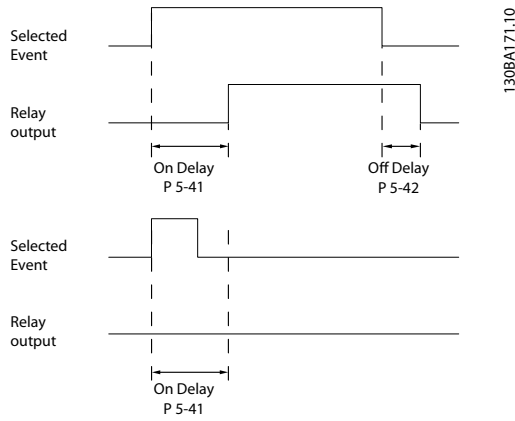 130BA171.10
Selected
Event
Relay
output
On Delay
P 5-41
Off Delay
P 5-42
Selected
Event
Relay
output
On Delay
P 5-41